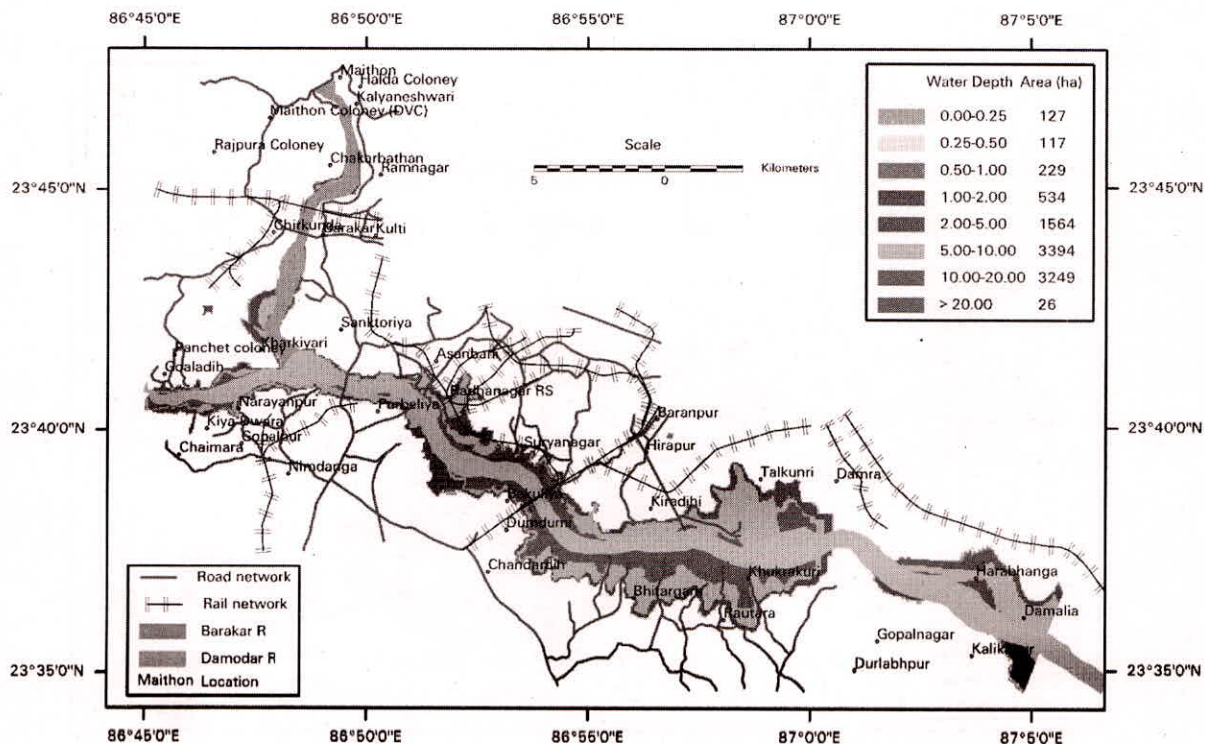 86°45'0"E 86°50'0"E 86°55'0"E 87°0'0"E 87°5'0"E
Maithon
Halda Coloney
Kalyaneshwari
Maithon Coloney (DVC)
Rajpura Coloney
Chakarbathan
Ramnagar
Water Depth Area (ha)
0.00-0.25 127
0.25-0.50 117
0.50-1.00 229
1.00-2.00 534
2.00-5.00 1564
5.00-10.00 3394
10.00-20.00 3249
> 20.00 26
Scale
5 0 Kilometers
23°45'0"N 23°45'0"N
Chirkunda
Barakar Kulti
Sanktoriya
Kharkiyari
Panchet coloney
Goaladih
Asanbani
Radhanagar RS
Narayanpur
Parbeliya
Baranpur
23°40'0"N 23°40'0"N
Kiya Dwara
Gopalpur
Chaimara
Nimdanga
Suryanagar
Hirapur
Talkunri
Damra
Kiradihi
Dumdumi
Chandardih
Khukrakuri
Harabhanga
Bhitargarh
Rautara
Damalia
Gopalnagar
Durlabhpur
23°35'0"N 23°35'0"N
Road network
Rail network
Barakar R
Damodar R
Maithon Location
86°45'0"E 86°50'0"E 86°55'0"E 87°0'0"E 87°5'0"E